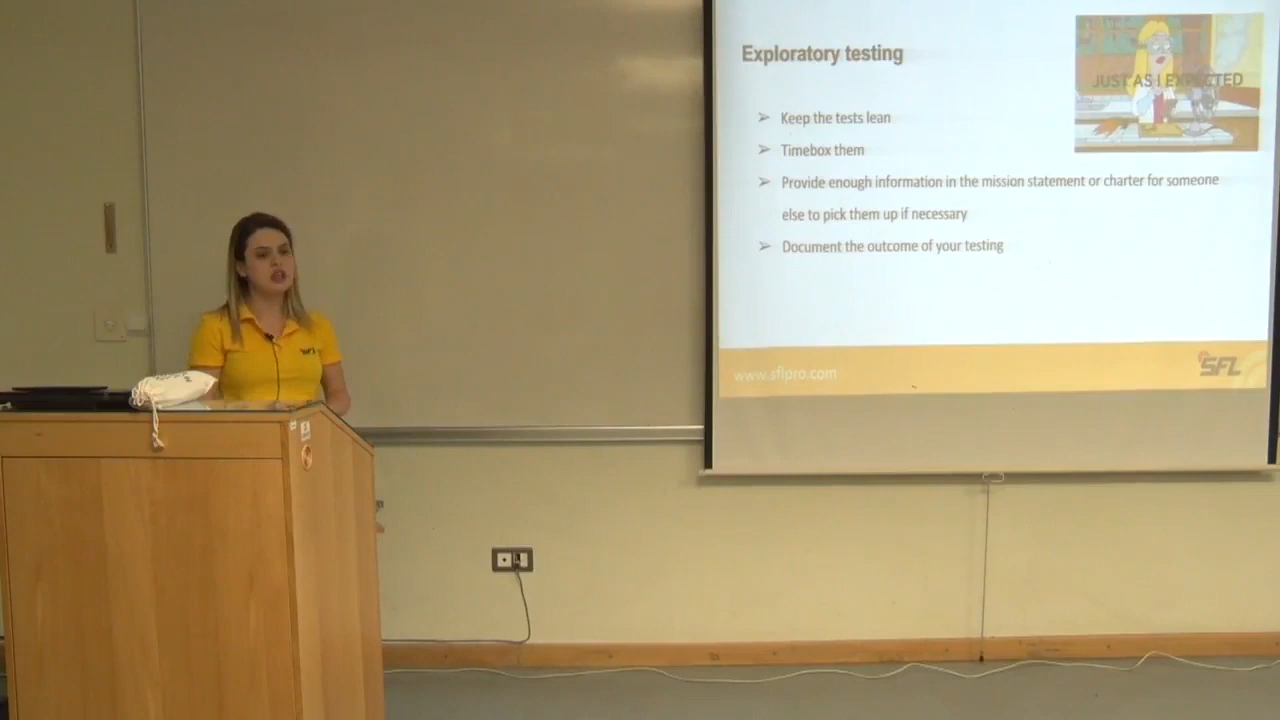 Exploratory testing
JUST AS I EXPECTED
➢ Keep the tests lean
➢ Timebox them
➢ Provide enough information in the mission statement or charter for someone
else to pick them up if necessary
➢ Document the outcome of your testing
www.sflpro.com
SFL